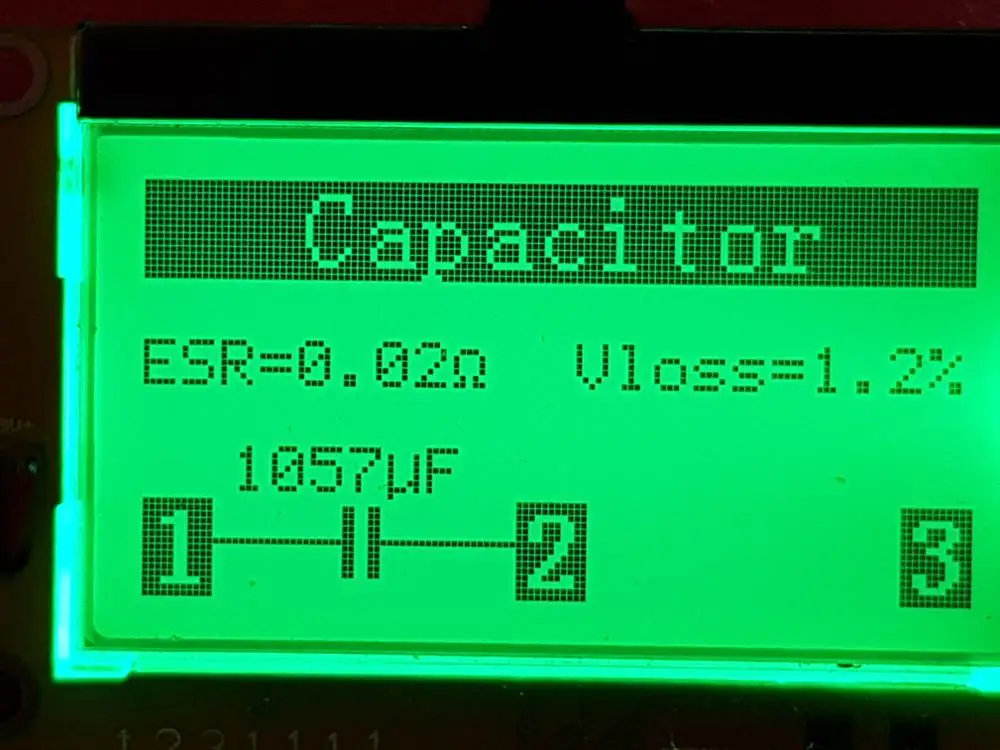 Capacitor
ESR=0.02Ω Vloss=1.2%
1057µF
1 2 3